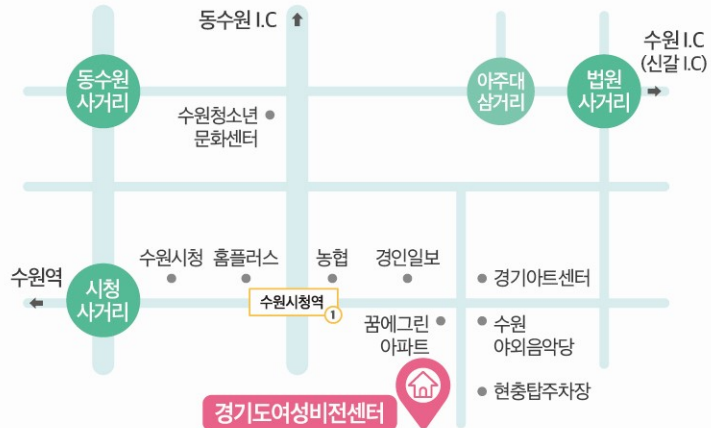 동수원 I.C
수원 I.C
(신갈 I.C)
동수원
사거리
아주대
삼거리
법원
사거리
수원청소년
문화센터
수원역
시청
사거리
수원시청
홈플러스
농협
경인일보
경기아트센터
수원시청역
1
꿈에그린
아파트
수원
야외음악당
현충탑주차장
경기도여성비전센터